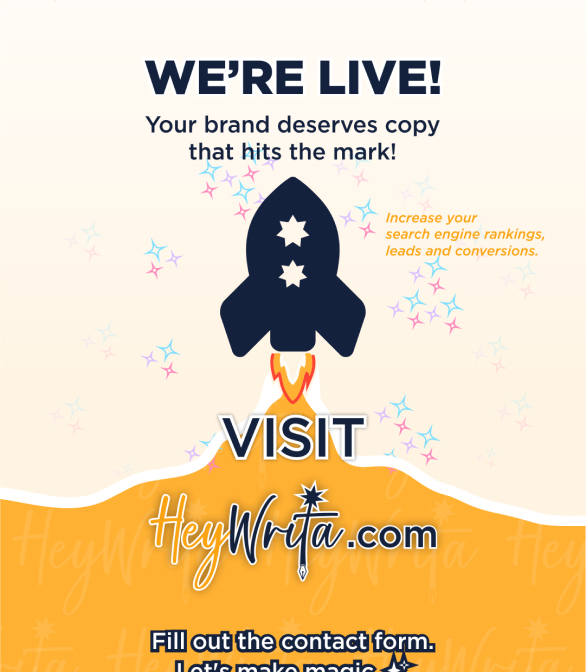 WE'RE LIVE!
Your brand deserves copy
that hits the mark!
Increase your
search engine rankings,
leads and conversions.
VISIT
HeyWrita.com
Fill out the contact form.
Let's make magic